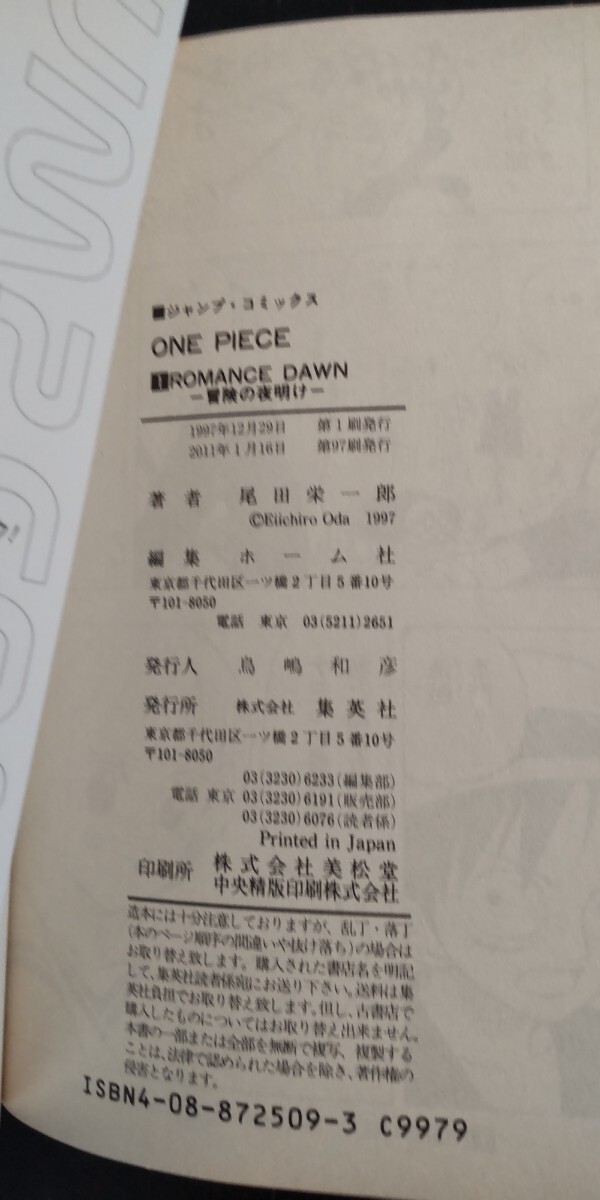 ■ジャンプ・コミックス
ONE PIECE
1 ROMANCE DAWN
―冒険の夜明け―
1997年12月29日 第1刷発行
2011年1月16日 第97刷発行
著者 尾田栄一郎
©Eiichiro Oda 1997
編集 ホーム社
東京都千代田区一ツ橋2丁目5番10号
〒101-8050
電話 東京 03(5211)2651
発行人 鳥嶋和彦
発行所 株式会社 集英社
東京都千代田区一ツ橋2丁目5番10号
〒101-8050
03(3230)6233(編集部)
電話 東京 03(3230)6191(販売部)
03(3230)6076(読者係)
Printed in Japan
印刷所 株式会社美松堂
中央精版印刷株式会社
造本には十分注意しておりますが、乱丁・落丁
(本のページ順序の間違いや抜け落ち)の場合は
お取り替え致します。購入された書店名を明記
して、集英社読者係宛にお送り下さい。送料は集
英社負担でお取り替え致します。但し、古書店で
購入したものについてはお取り替え出来ません。
本書の一部または全部を無断で複写、複製する
ことは、法律で認められた場合を除き、著作権の
侵害となります。
ISBN4-08-872509-3 C9979